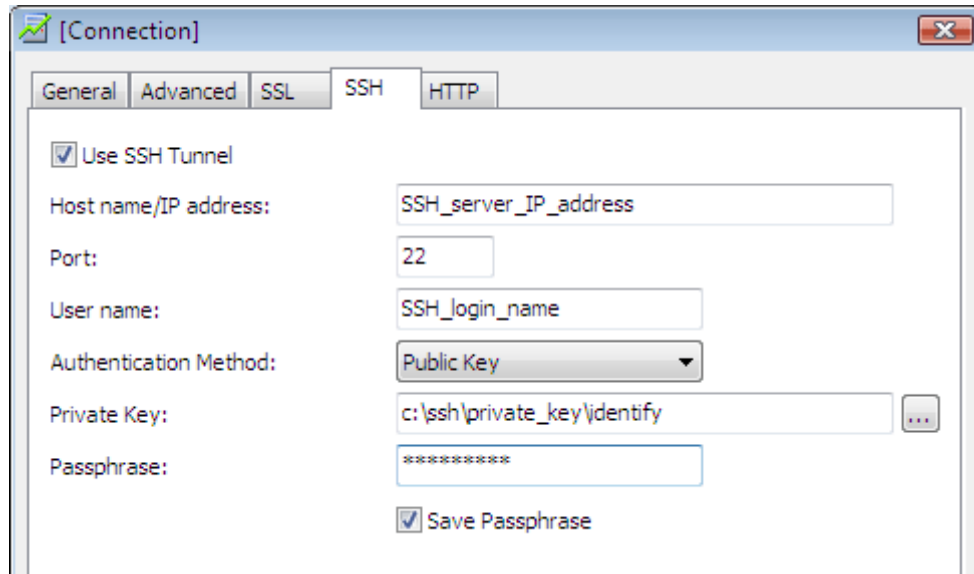 [Connection]
General Advanced SSL SSH HTTP
Use SSH Tunnel
Host name/IP address: SSH_server_IP_address
Port: 22
User name: SSH_login_name
Authentication Method: Public Key
Private Key: c:\ssh\private_key\identify ...
Passphrase: *********
Save Passphrase